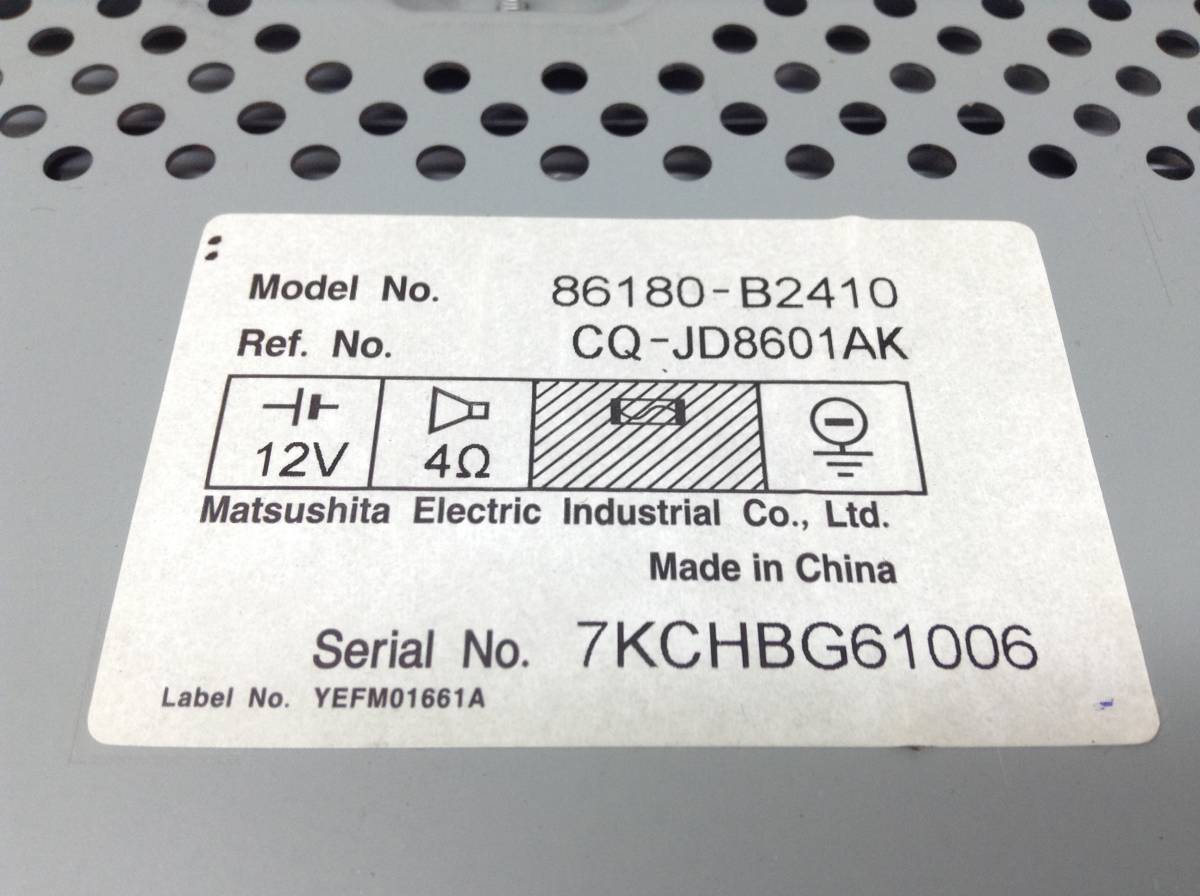 Model No. 86180-B2410
Ref. No. CQ-JD8601AK
12V 4Ω
Matsushita Electric Industrial Co., Ltd.
Made in China
Serial No. 7KCHBG61006
Label No. YEFM01661A